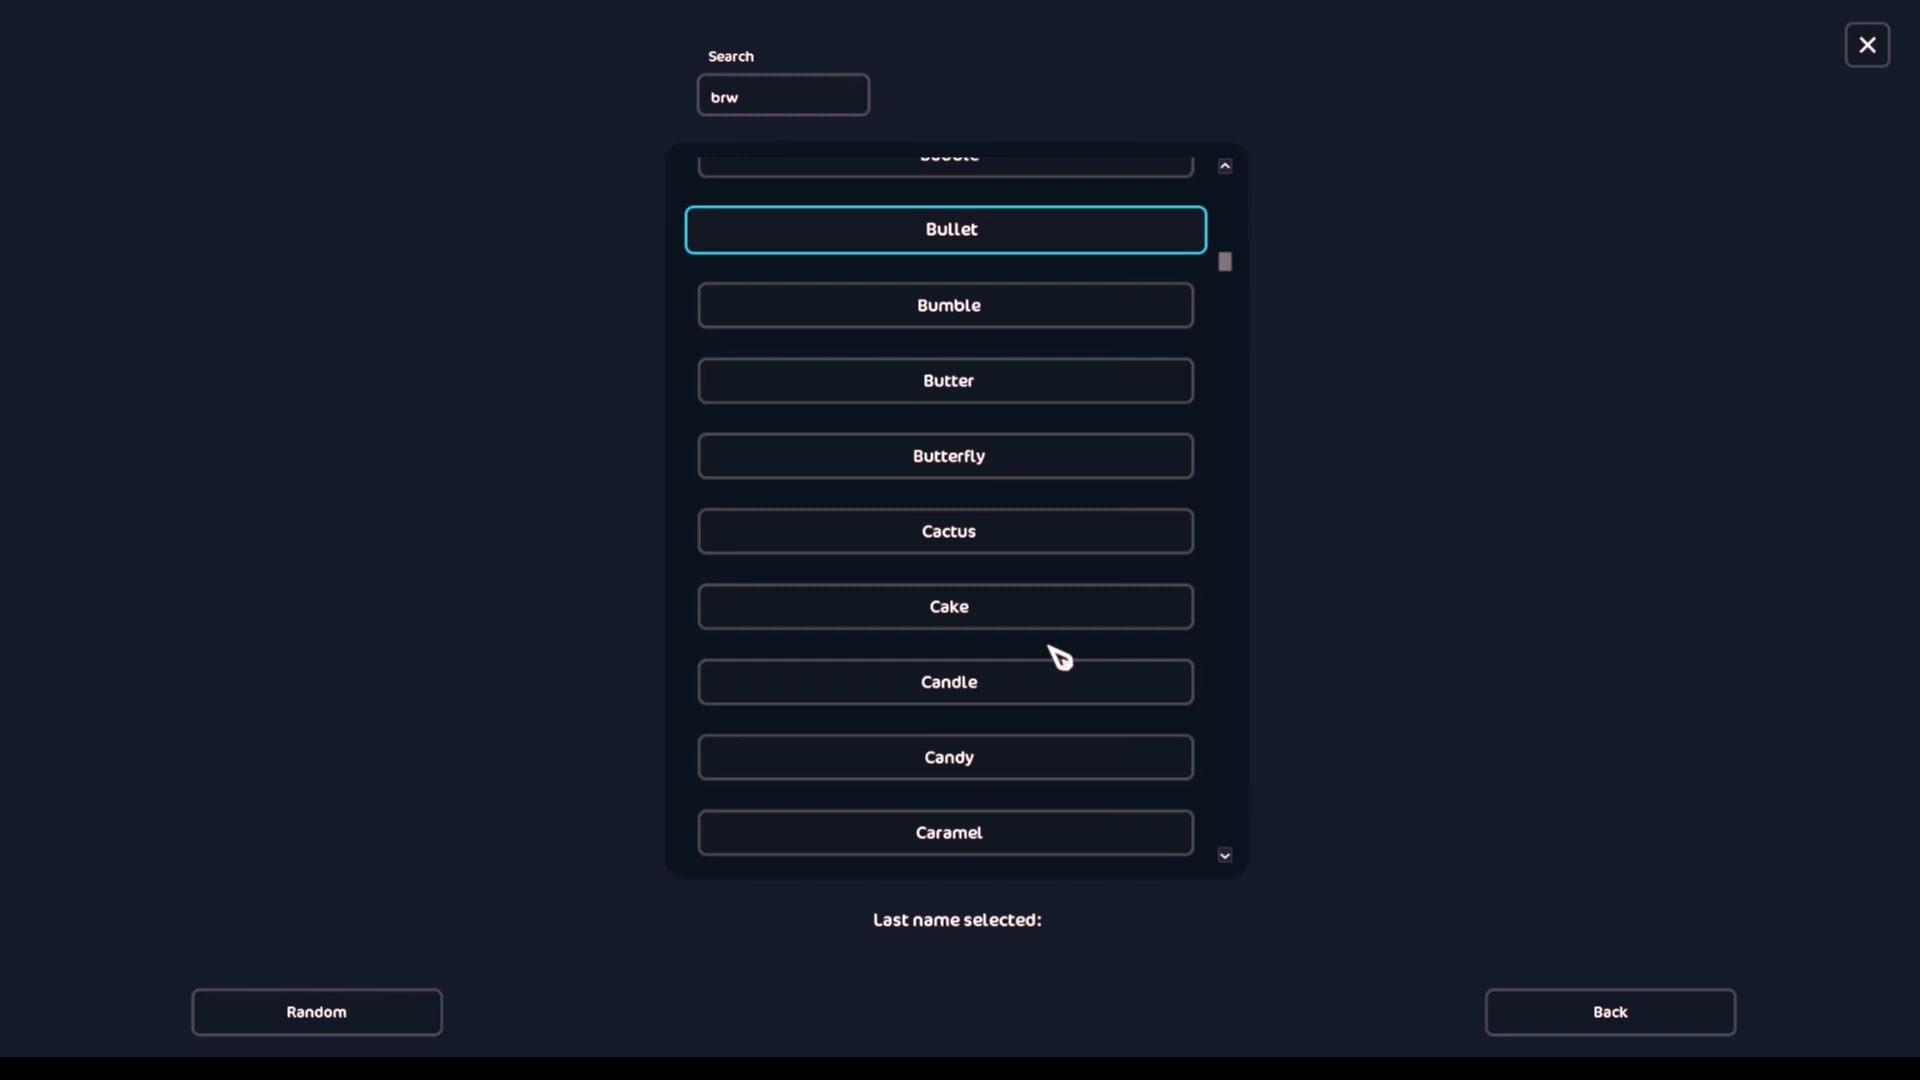 Search
brw
Bullet
Bumble
Butter
Butterfly
Cactus
Cake
Candle
Candy
Caramel
Last name selected:
Random
Back